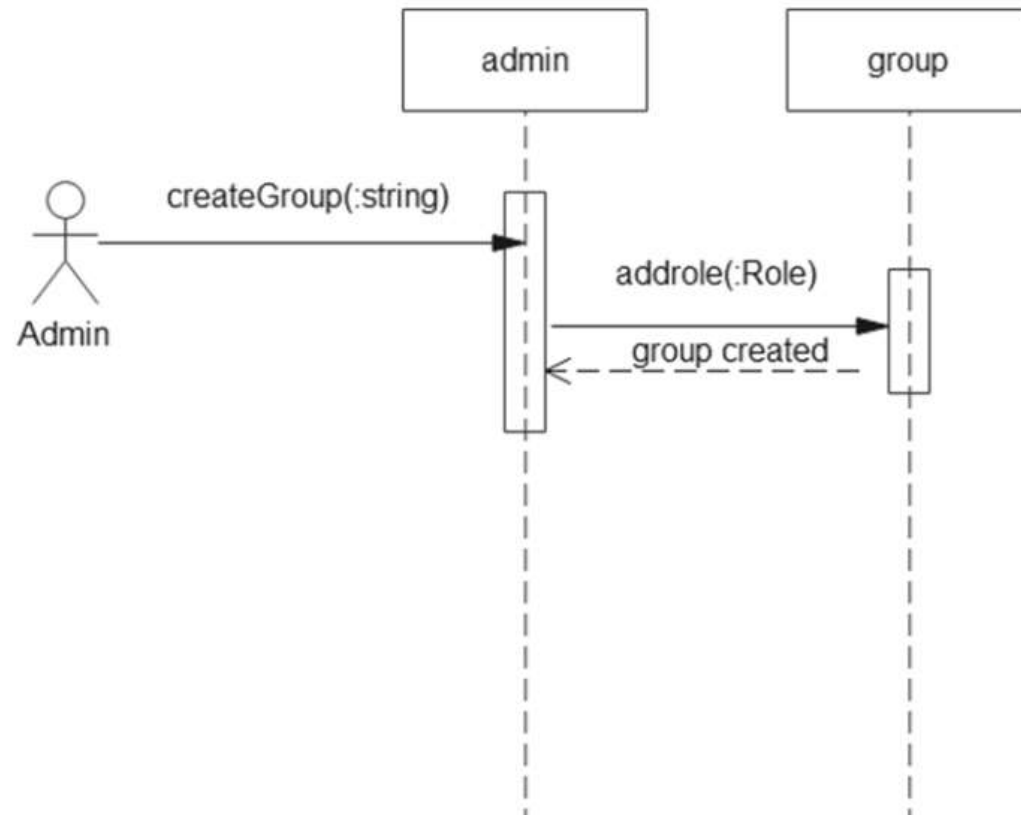 admin
group
createGroup(:string)
addrole(:Role)
Admin
group created